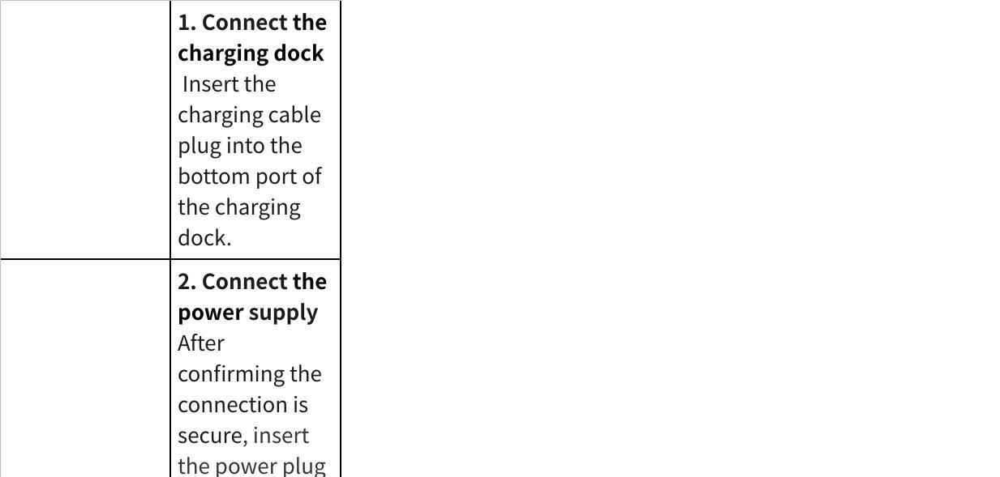 1. Connect the
charging dock
Insert the
charging cable
plug into the
bottom port of
the charging
dock.
2. Connect the
power supply
After
confirming the
connection is
secure, insert
the power plug